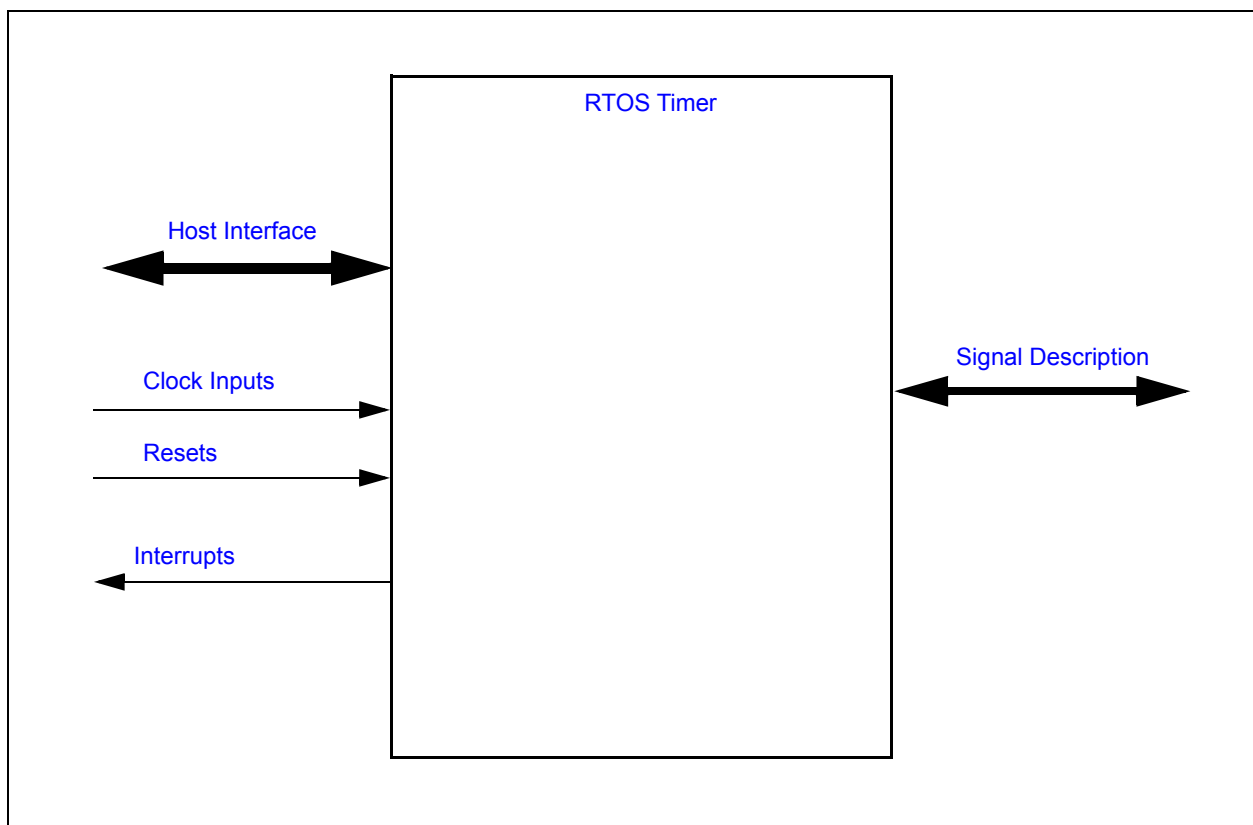 RTOS Timer
Host Interface
Clock Inputs
Resets
Interrupts
Signal Description